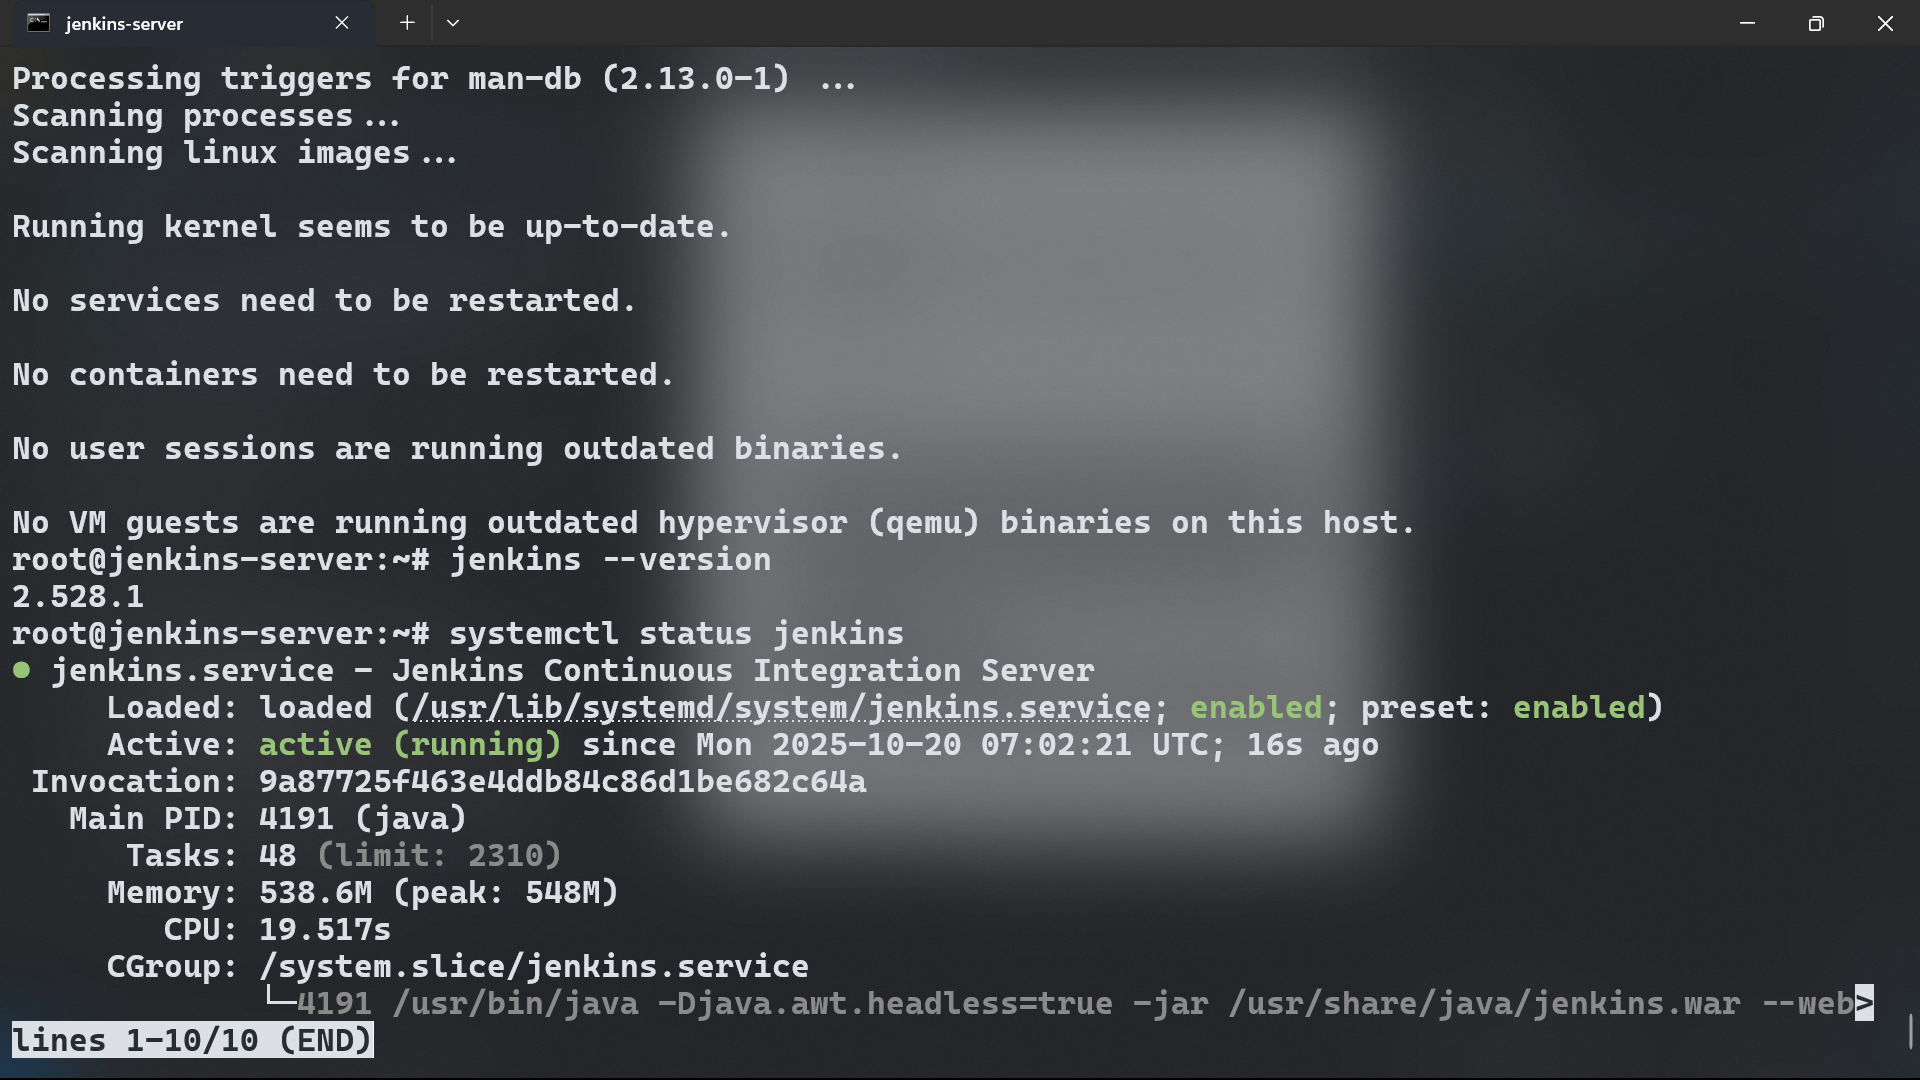 jenkins-server
Processing triggers for man-db (2.13.0-1) ...
Scanning processes...
Scanning linux images...
Running kernel seems to be up-to-date.
No services need to be restarted.
No containers need to be restarted.
No user sessions are running outdated binaries.
No VM guests are running outdated hypervisor (qemu) binaries on this host.
root@jenkins-server:~# jenkins --version
2.528.1
root@jenkins-server:~# systemctl status jenkins
● jenkins.service - Jenkins Continuous Integration Server
Loaded: loaded (/usr/lib/systemd/system/jenkins.service; enabled; preset: enabled)
Active: active (running) since Mon 2025-10-20 07:02:21 UTC; 16s ago
Invocation: 9a87725f463e4ddb84c86d1be682c64a
Main PID: 4191 (java)
Tasks: 48 (limit: 2310)
Memory: 538.6M (peak: 548M)
CPU: 19.517s
CGroup: /system.slice/jenkins.service
└─4191 /usr/bin/java -Djava.awt.headless=true -jar /usr/share/java/jenkins.war --web>
lines 1-10/10 (END)